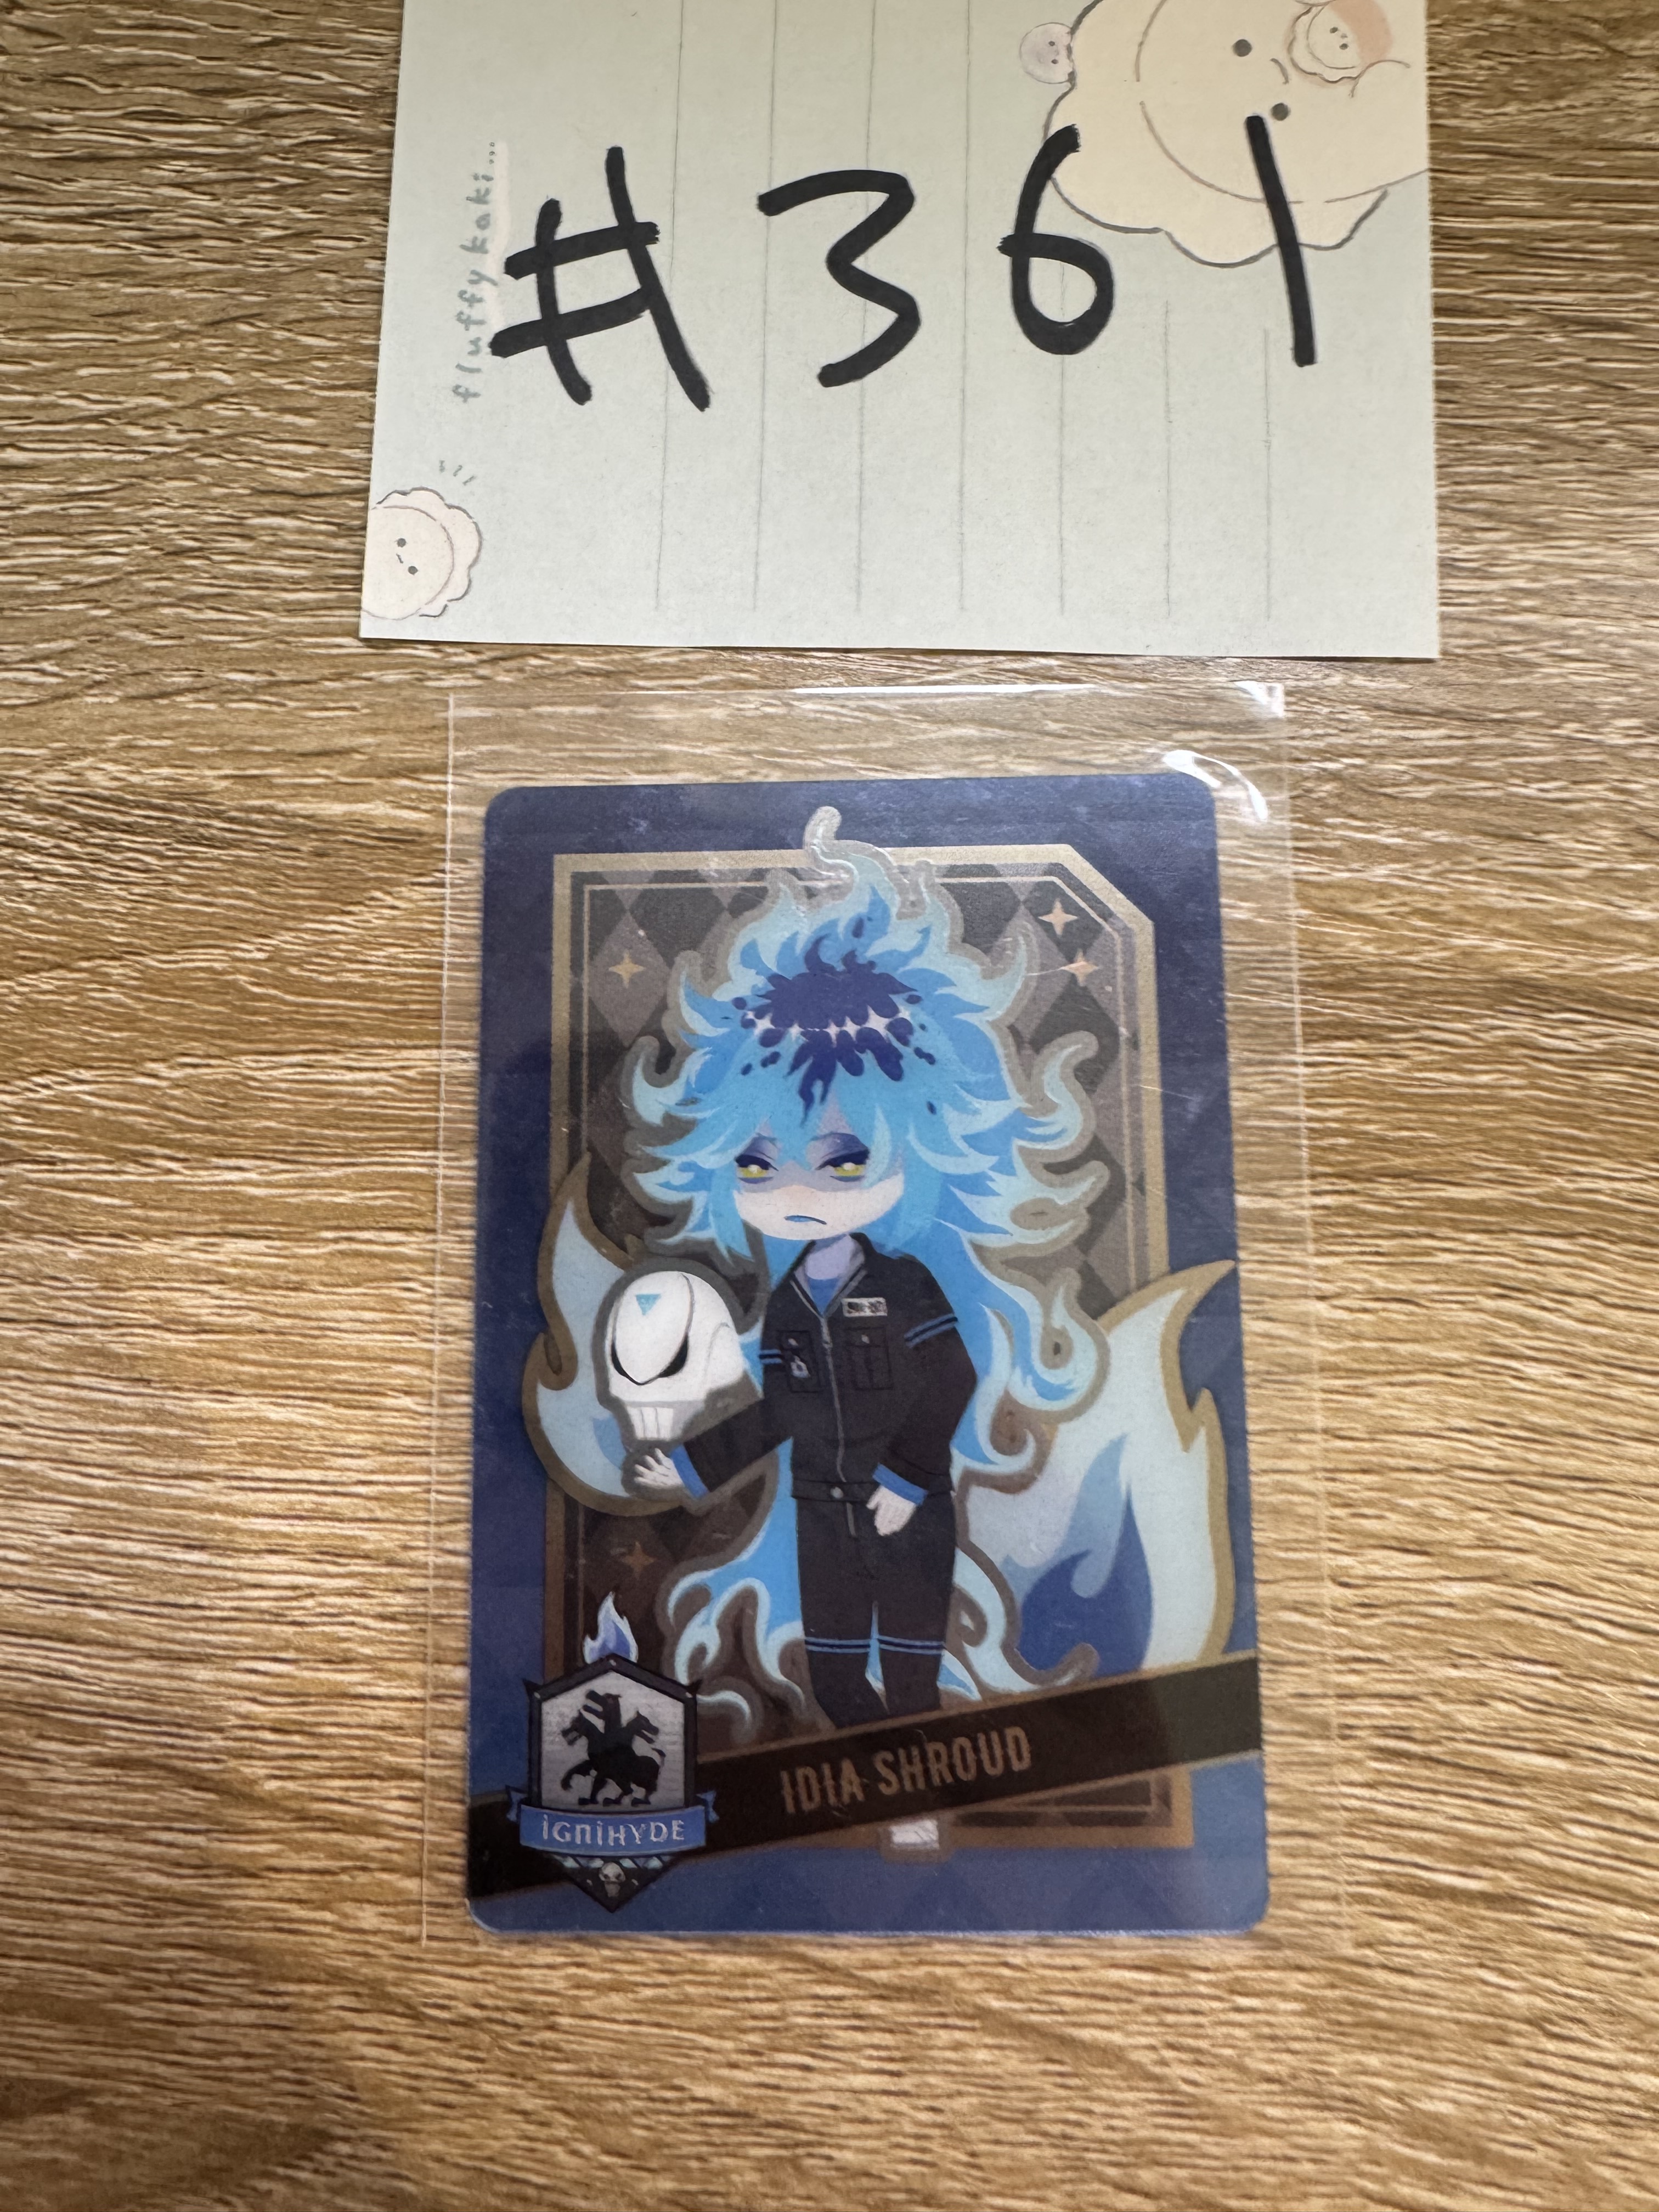 #361
fluffy kaki...
IDIA SHROUD
IGNIHYDE